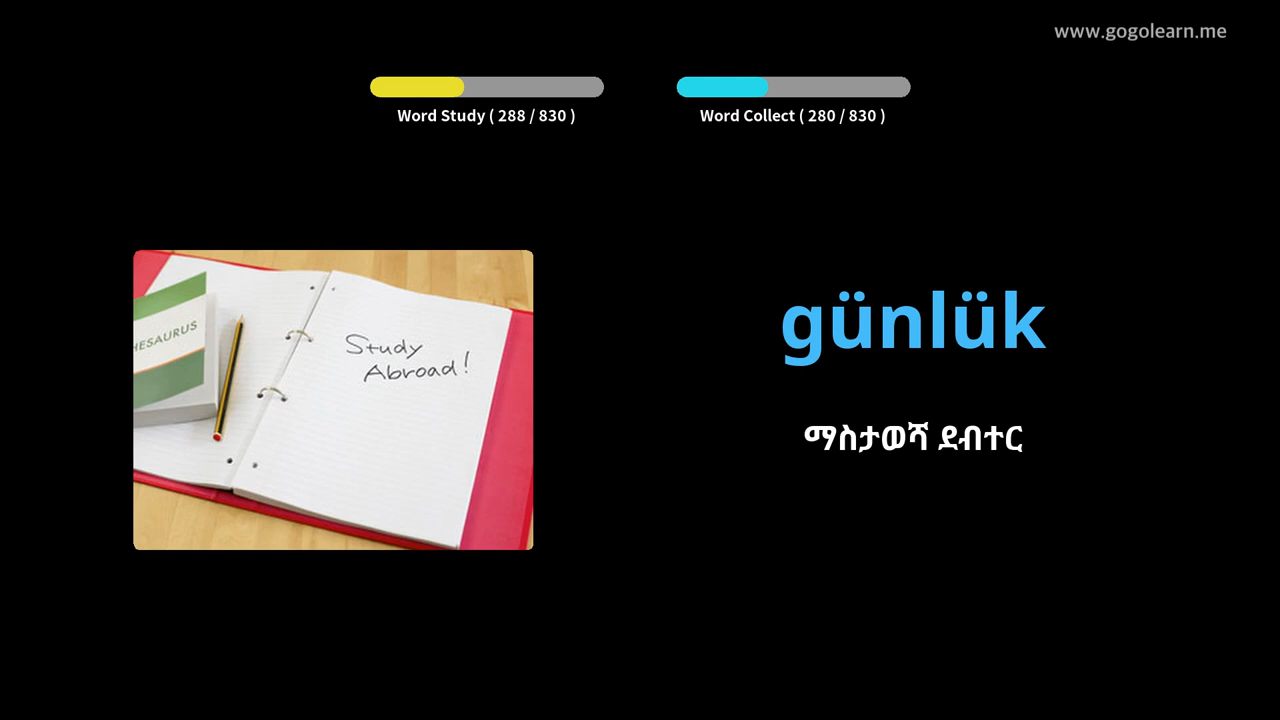 www.gogolearn.me
Word Study ( 288 / 830 )
Word Collect ( 280 / 830 )
HESAURUS
Study
Abroad!
günlük
ማስታወሻ ደብተር